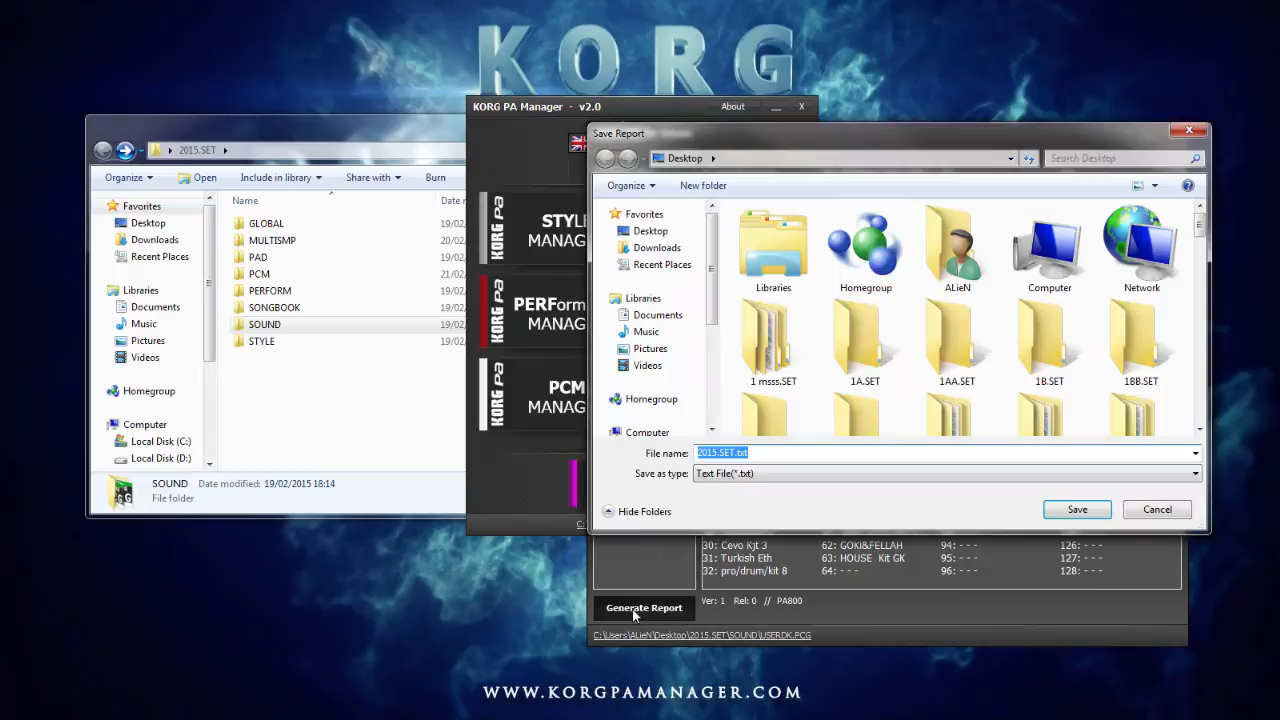 KORG
KORG PA Manager - v2.0
About
X
2015.SET
Organize
Open
Include in library
Share with
Burn
Name
Date
Favorites
Desktop
Downloads
Recent Places
Libraries
Documents
Music
Pictures
Videos
Homegroup
Computer
Local Disk (C:)
Local Disk (D:)
GLOBAL 19/02/
MULTISMP 20/02/
PAD 19/02/
PCM 21/02/
PERFORM 19/02/
SONGBOOK 19/02/
SOUND 19/02/
STYLE 19/02/
SOUND Date modified: 19/02/2015 18:14
File folder
KORG PA
STYLE
MANAG
KORG PA
PERForm
MANAG
KORG PA
PCM
MANAG
C:
Save Report
Desktop
Search Desktop
Organize
New folder
Favorites
Desktop
Downloads
Recent Places
Libraries
Documents
Music
Pictures
Videos
Homegroup
Computer
Libraries
Homegroup
ALieN
Computer
Network
1 msss.SET
1A.SET
1AA.SET
1B.SET
1BB.SET
File name: 2015.SET.txt
Save as type: Text File(*.txt)
Hide Folders
Save
Cancel
30: Cevo Kjt 3 62: GOKi&FELLAH 94: - - - 126: - - -
31: Turkish Eth 63: HOUSE Kit GK 95: - - - 127: - - -
32: pro/drum/kit 8 64: - - - 96: - - - 128: - - -
Generate Report
Ver: 1 Rel: 0 // PA800
C:\Users\ALieN\Desktop\2015.SET\SOUND\USERDK.PCG
WWW.KORGPAMANAGER.COM